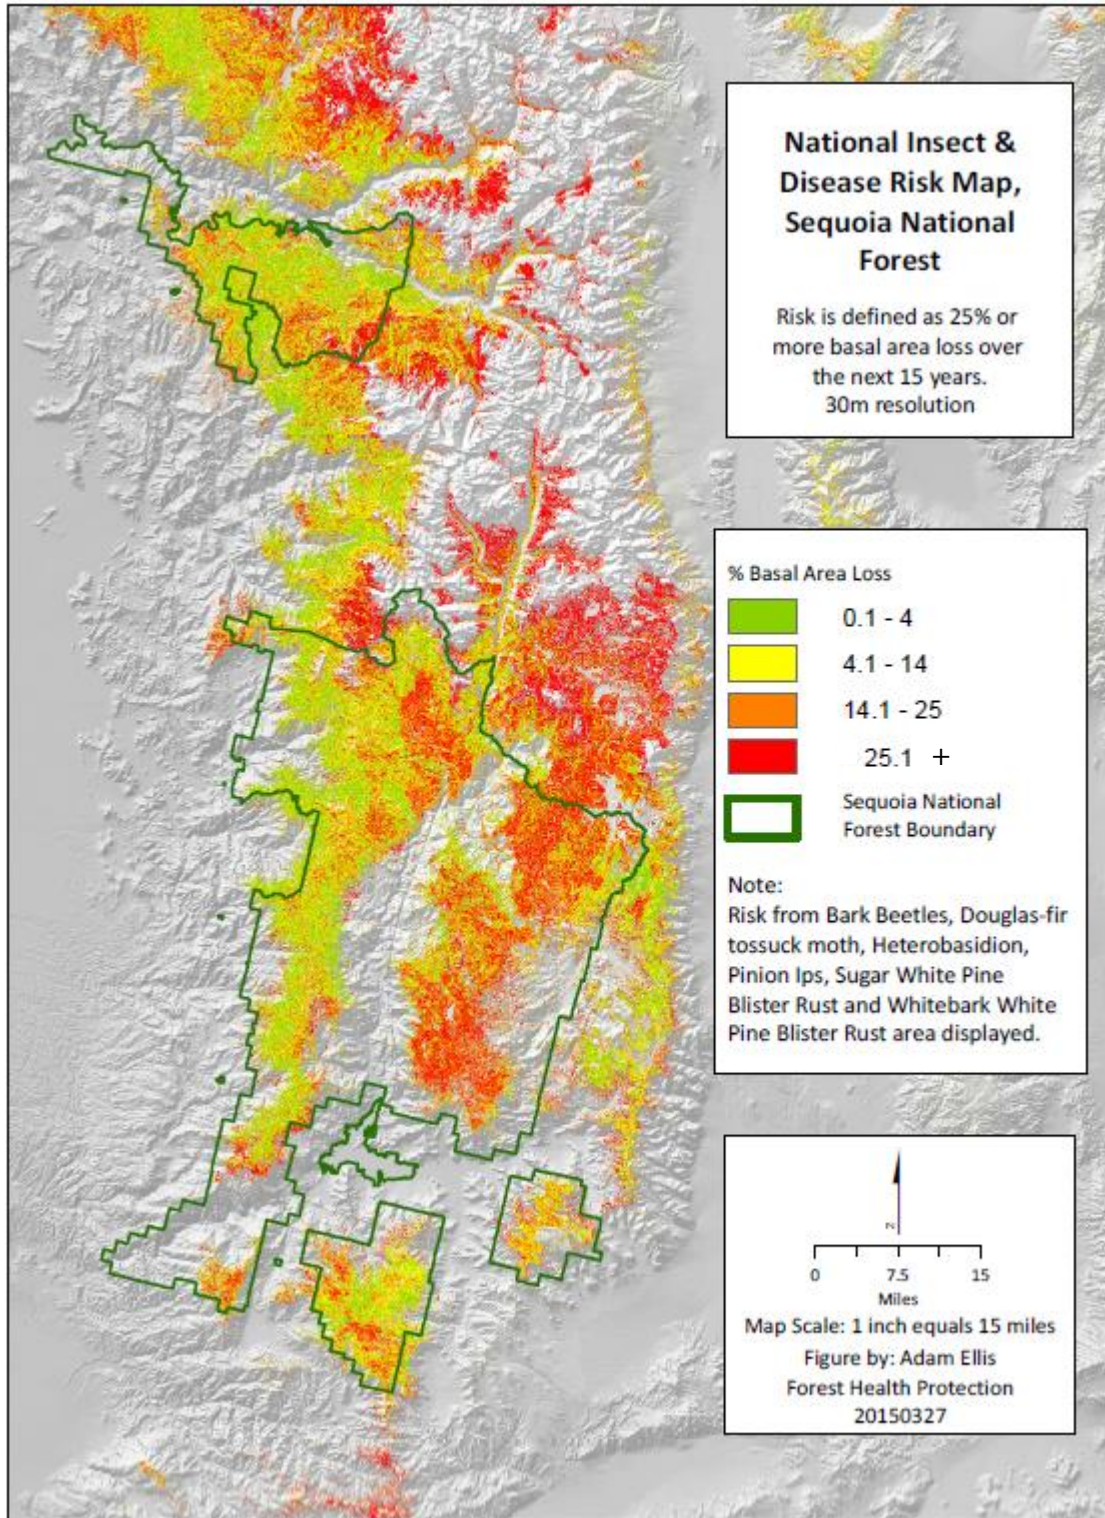 National Insect &
Disease Risk Map,
Sequoia National
Forest
Risk is defined as 25% or
more basal area loss over
the next 15 years.
30m resolution
% Basal Area Loss
0.1 - 4
4.1 - 14
14.1 - 25
25.1 +
Sequoia National
Forest Boundary
Note:
Risk from Bark Beetles, Douglas-fir
tossuck moth, Heterobasidion,
Pinion Ips, Sugar White Pine
Blister Rust and Whitebark White
Pine Blister Rust area displayed.
N
0 7.5 15
Miles
Map Scale: 1 inch equals 15 miles
Figure by: Adam Ellis
Forest Health Protection
20150327